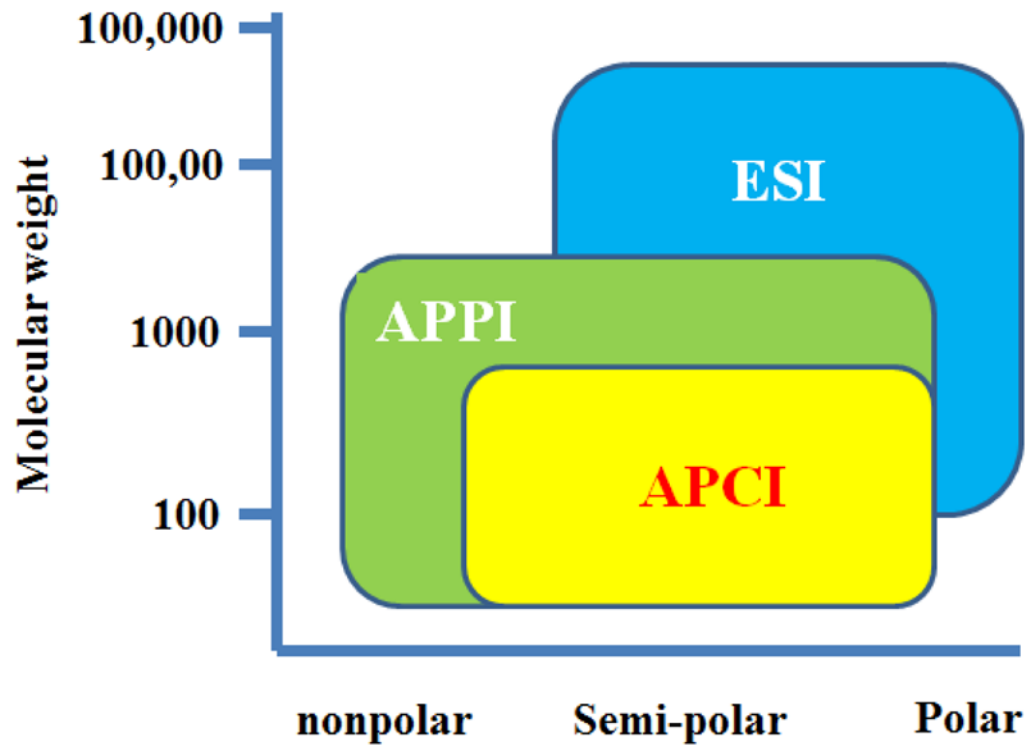 100,000
100,00
1000
100
Molecular weight
ESI
APPI
APCI
nonpolar
Semi-polar
Polar